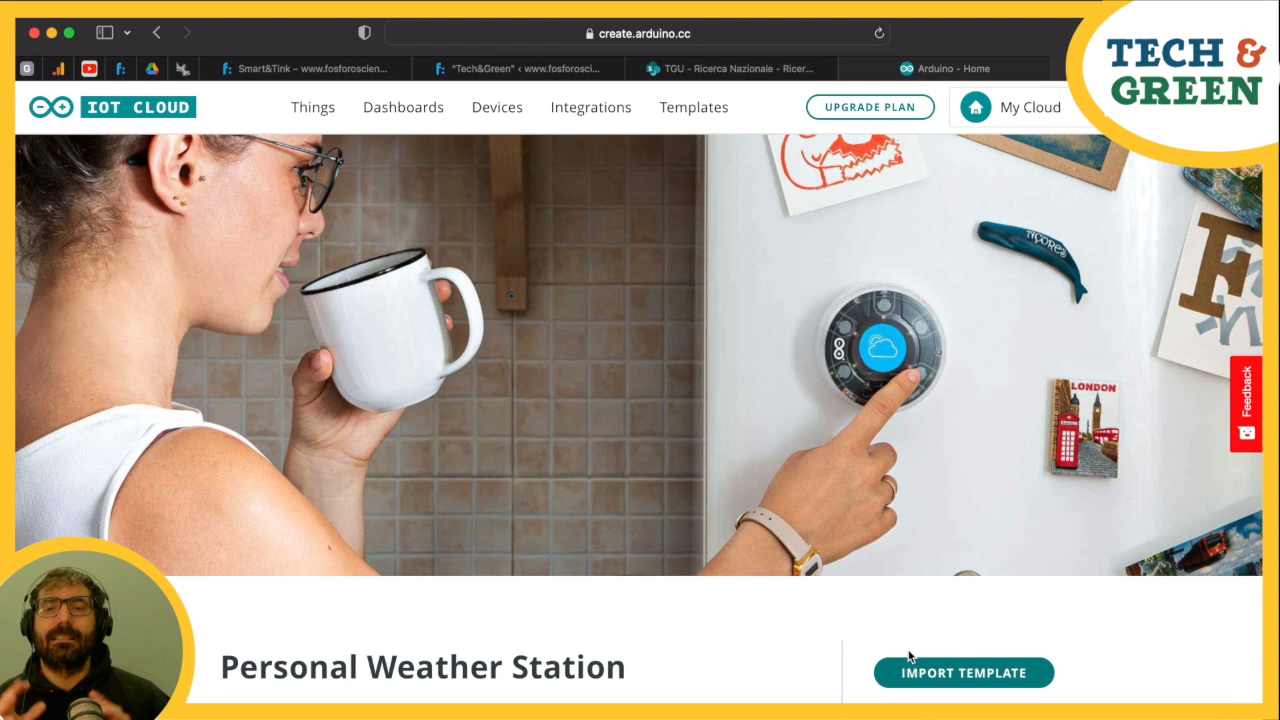 create.arduino.cc
TECH &
GREEN
G
Smart&Tink – www.fosforoscien...
"Tech&Green" ‹ www.fosforosci...
TGU - Ricerca Nazionale - Ricer...
Arduino - Home
IOT CLOUD
Things
Dashboards
Devices
Integrations
Templates
UPGRADE PLAN
My Cloud
AÇORES
LONDON
Feedback
Personal Weather Station
IMPORT TEMPLATE